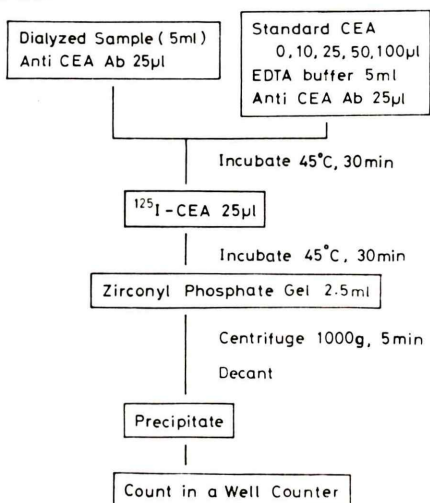 Dialyzed Sample (5ml)
Anti CEA Ab 25µl
Standard CEA
0, 10, 25, 50, 100µl
EDTA buffer 5ml
Anti CEA Ab 25µl
Incubate 45°C, 30min
¹²⁵I-CEA 25µl
Incubate 45°C, 30min
Zirconyl Phosphate Gel 2.5ml
Centrifuge 1000g, 5min
Decant
Precipitate
Count in a Well Counter